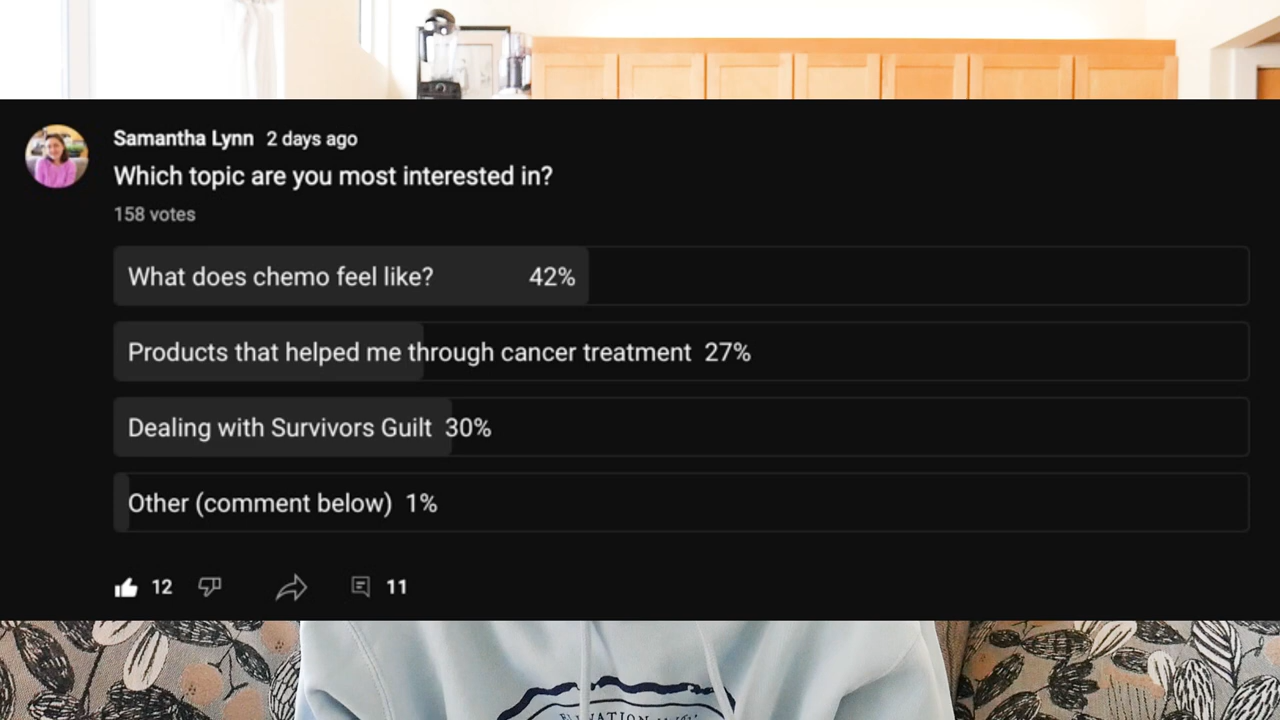 Samantha Lynn 2 days ago
Which topic are you most interested in?
158 votes
What does chemo feel like? 42%
Products that helped me through cancer treatment 27%
Dealing with Survivors Guilt 30%
Other (comment below) 1%
12 11